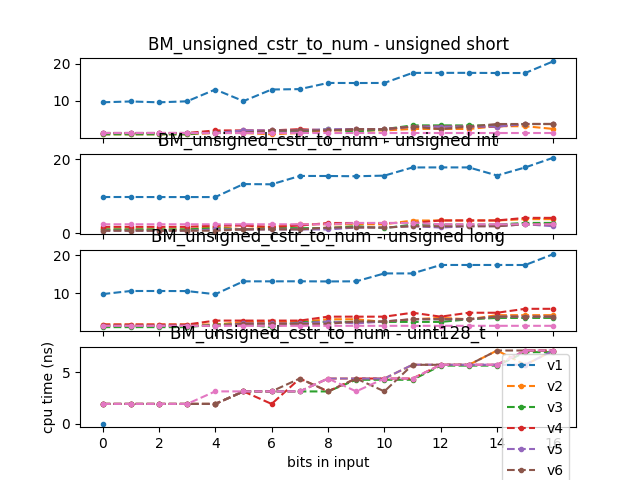 BM_unsigned_cstr_to_num - unsigned short
20
10
BM_unsigned_cstr_to_num - unsigned int
20
0
BM_unsigned_cstr_to_num - unsigned long
20
10
BM_unsigned_cstr_to_num - uint128_t
5
0
cpu time (ns)
0 2 4 6 8 10 12 14 16
bits in input
v1
v2
v3
v4
v5
v6